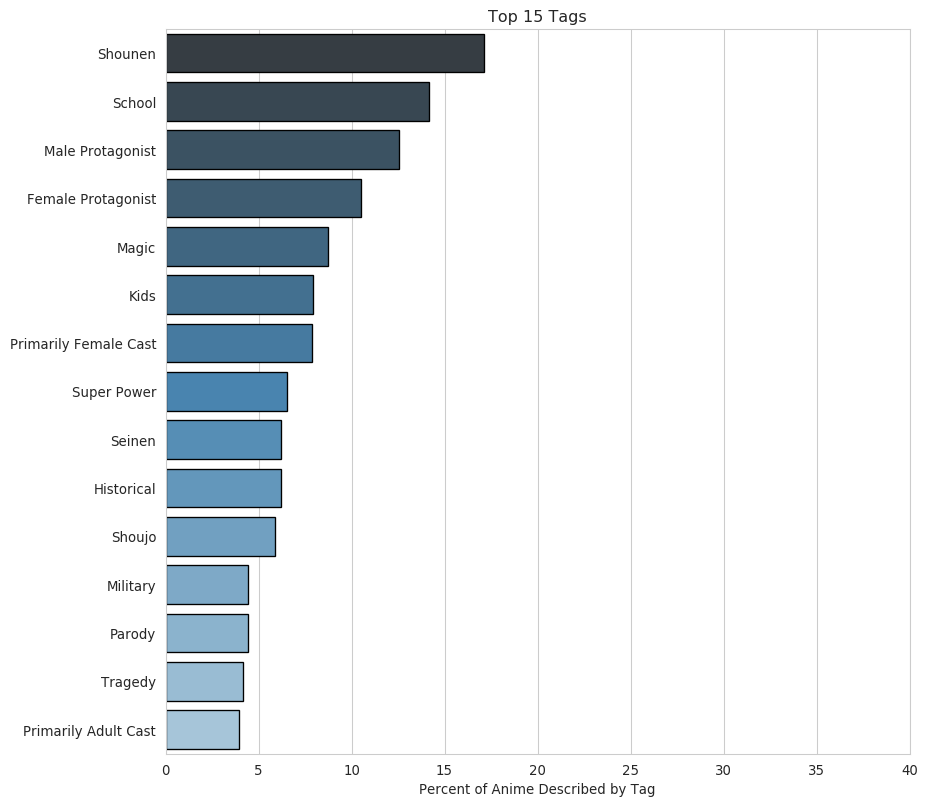 Top 15 Tags
Shounen
School
Male Protagonist
Female Protagonist
Magic
Kids
Primarily Female Cast
Super Power
Seinen
Historical
Shoujo
Military
Parody
Tragedy
Primarily Adult Cast
0 5 10 15 20 25 30 35 40
Percent of Anime Described by Tag